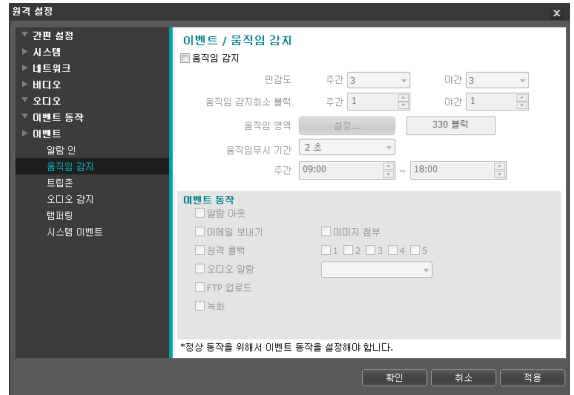 원격 설정 x
간편 설정
시스템
네트워크
비디오
오디오
이벤트 동작
이벤트
알람 인
움직임 감지
트립존
오디오 감지
탬퍼링
시스템 이벤트
이벤트 / 움직임 감지
움직임 감지
민감도 주간 3 야간 3
움직임 감지최소 블럭 주간 1 야간 1
움직임 영역 설정... 330 블럭
움직임무시 기간 2 초
주간 09:00 ~ 18:00
이벤트 동작
알람 아웃
이메일 보내기 이미지 첨부
원격 콜백 1 2 3 4 5
오디오 알람
FTP 업로드
녹화
*정상 동작을 위해서 이벤트 동작을 설정해야 합니다.
확인 취소 적용